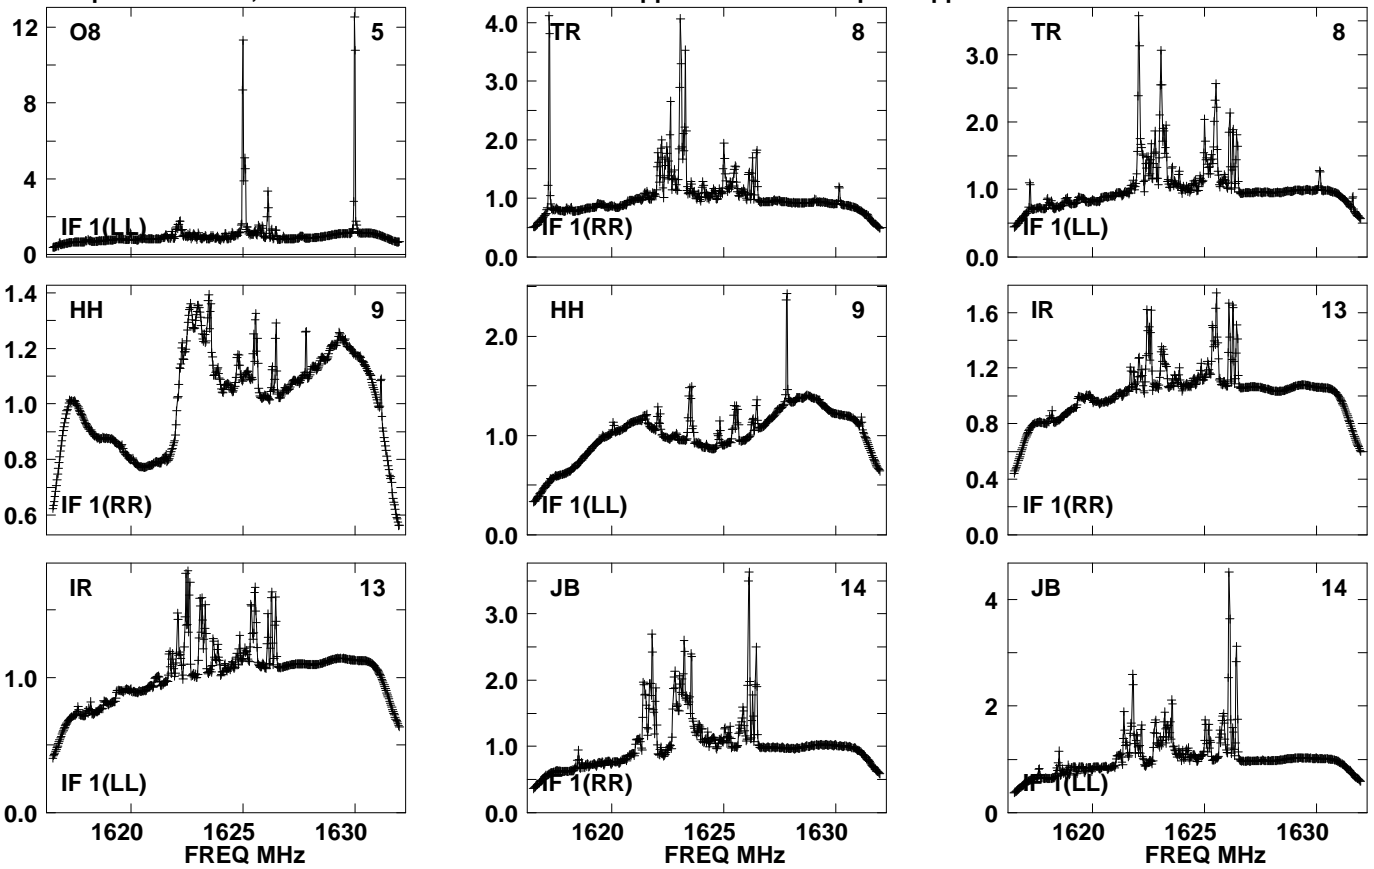 12 O8 5
8
4
0 IF 1(LL)
4.0 TR 8
3.0
2.0
1.0 IF 1(RR)
0.0
TR 8
3.0
2.0
1.0
IF 1(LL)
0.0
1.4 HH 9
1.2
1.0
0.8
0.6 IF 1(RR)
HH 9
2.0
1.0
IF 1(LL)
0.0
1.6 IR 13
1.2
0.8
0.4 IF 1(RR)
0.0
IR 13
1.0
IF 1(LL)
0.0
1620 1625 1630
FREQ MHz
JB 14
3.0
2.0
1.0
IF 1(RR)
0.0
1620 1625 1630
FREQ MHz
JB 14
4
2
IF 1(LL)
0
1620 1625 1630
FREQ MHz